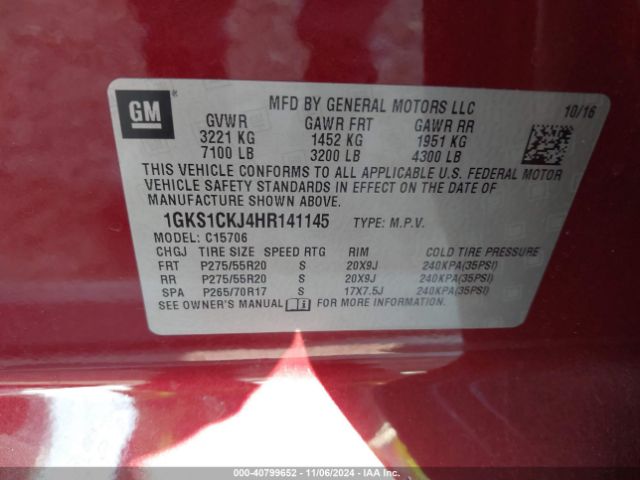 GM
MFD BY GENERAL MOTORS LLC 10/16
GVWR GAWR FRT GAWR RR
3221 KG 1452 KG 1951 KG
7100 LB 3200 LB 4300 LB
THIS VEHICLE CONFORMS TO ALL APPLICABLE U.S. FEDERAL MOTOR
VEHICLE SAFETY STANDARDS IN EFFECT ON THE DATE OF
MANUFACTURE SHOWN ABOVE.
1GKS1CKJ4HR141145 TYPE: M.P.V.
MODEL: C15706
CHGJ TIRE SIZE SPEED RTG RIM COLD TIRE PRESSURE
FRT P275/55R20 S 20X9J 240KPA(35PSI)
RR P275/55R20 S 20X9J 240KPA(35PSI)
SPA P265/70R17 S 17X7.5J 240KPA(35PSI)
SEE OWNER'S MANUAL
000-40799652 - 11/06/2024 - IAA Inc.